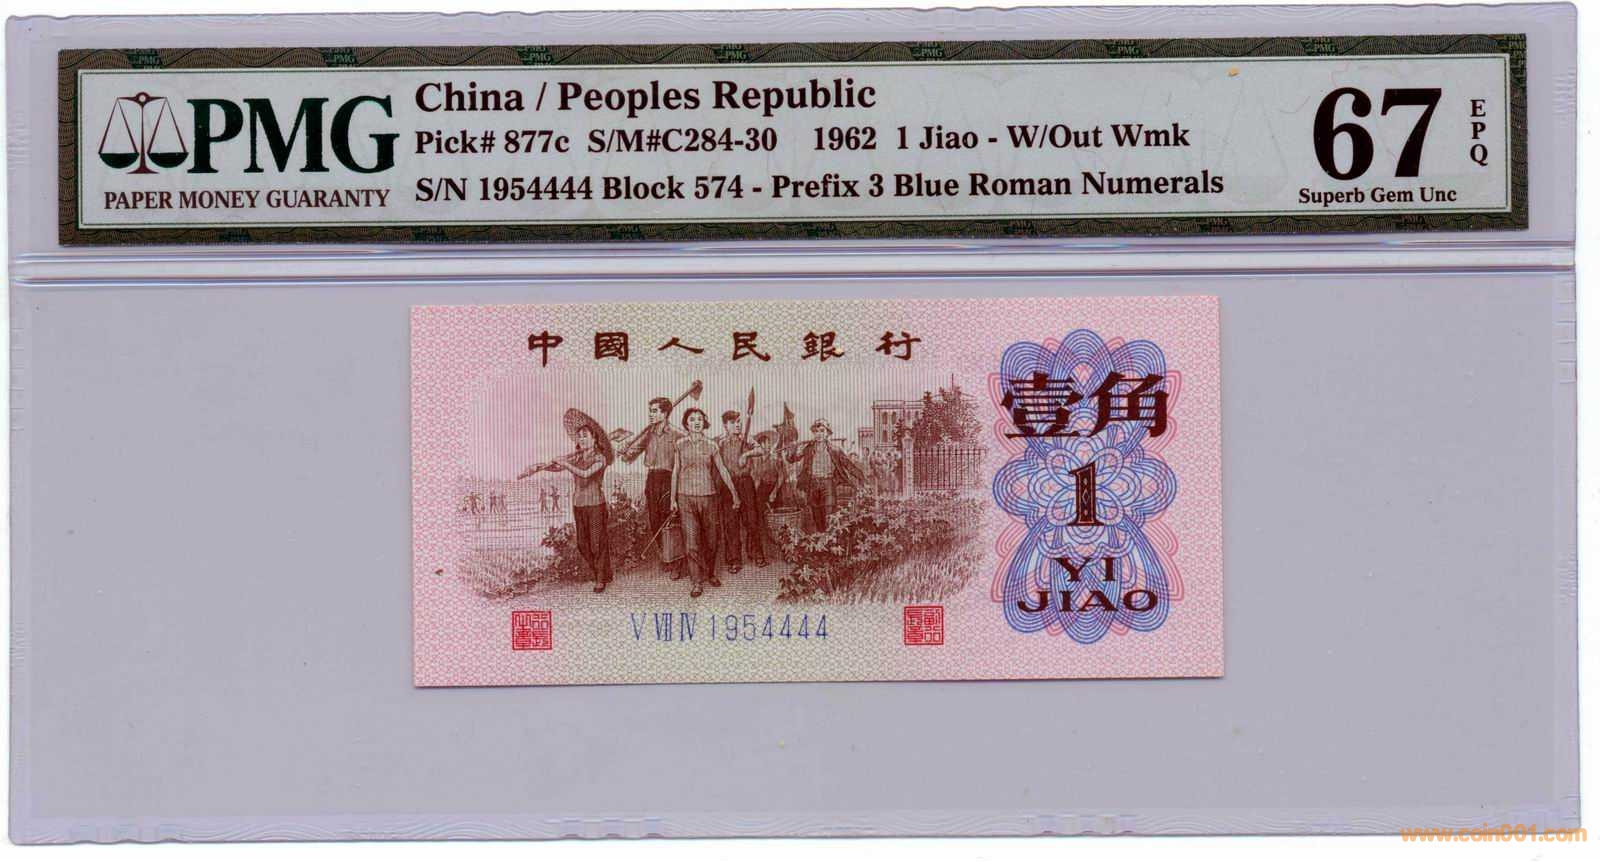 PMG
PAPER MONEY GUARANTY
China / Peoples Republic
Pick# 877c S/M#C284-30 1962 1 Jiao - W/Out Wmk
S/N 1954444 Block 574 - Prefix 3 Blue Roman Numerals
67
EPQ
Superb Gem Unc
中國人民銀行
壹角
1
YI
JIAO
V VII IV 1954444
www.coin001.com